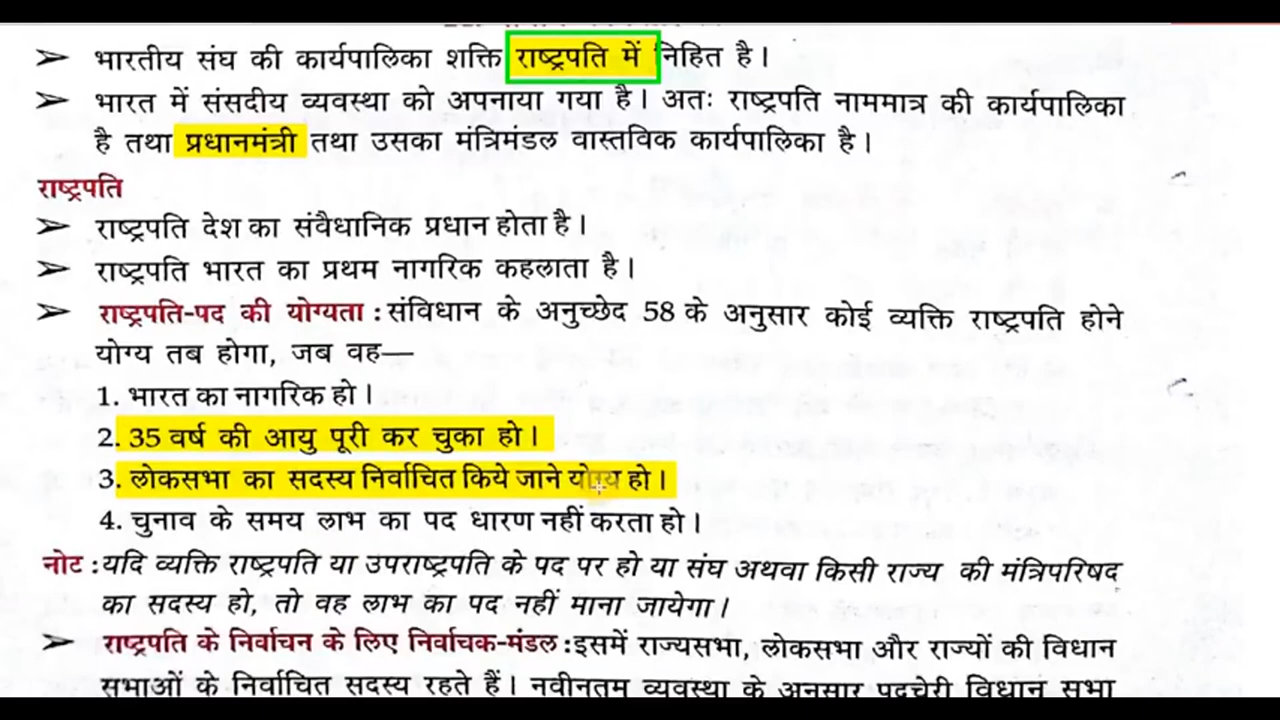 ➢ भारतीय संघ की कार्यपालिका शक्ति राष्ट्रपति में निहित है।
➢ भारत में संसदीय व्यवस्था को अपनाया गया है। अतः राष्ट्रपति नाममात्र की कार्यपालिका
है तथा प्रधानमंत्री तथा उसका मंत्रिमंडल वास्तविक कार्यपालिका है।
राष्ट्रपति
➢ राष्ट्रपति देश का संवैधानिक प्रधान होता है।
➢ राष्ट्रपति भारत का प्रथम नागरिक कहलाता है।
➢ राष्ट्रपति-पद की योग्यता : संविधान के अनुच्छेद 58 के अनुसार कोई व्यक्ति राष्ट्रपति होने
योग्य तब होगा, जब वह—
1. भारत का नागरिक हो।
2. 35 वर्ष की आयु पूरी कर चुका हो।
3. लोकसभा का सदस्य निर्वाचित किये जाने योग्य हो।
4. चुनाव के समय लाभ का पद धारण नहीं करता हो।
नोट : यदि व्यक्ति राष्ट्रपति या उपराष्ट्रपति के पद पर हो या संघ अथवा किसी राज्य की मंत्रिपरिषद
का सदस्य हो, तो वह लाभ का पद नहीं माना जायेगा।
➢ राष्ट्रपति के निर्वाचन के लिए निर्वाचक-मंडल : इसमें राज्यसभा, लोकसभा और राज्यों की विधान
सभाओं के निर्वाचित सदस्य रहते हैं। नवीनतम व्यवस्था के अनुसार पुदुचेरी विधान सभा